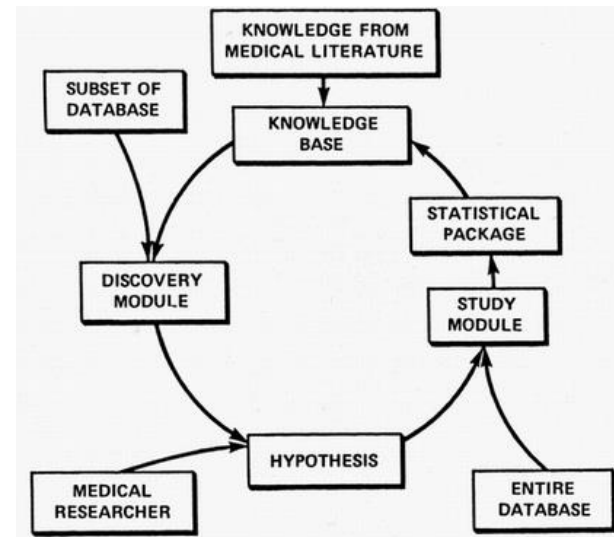 KNOWLEDGE FROM
MEDICAL LITERATURE
SUBSET OF
DATABASE
KNOWLEDGE
BASE
STATISTICAL
PACKAGE
DISCOVERY
MODULE
STUDY
MODULE
HYPOTHESIS
MEDICAL
RESEARCHER
ENTIRE
DATABASE